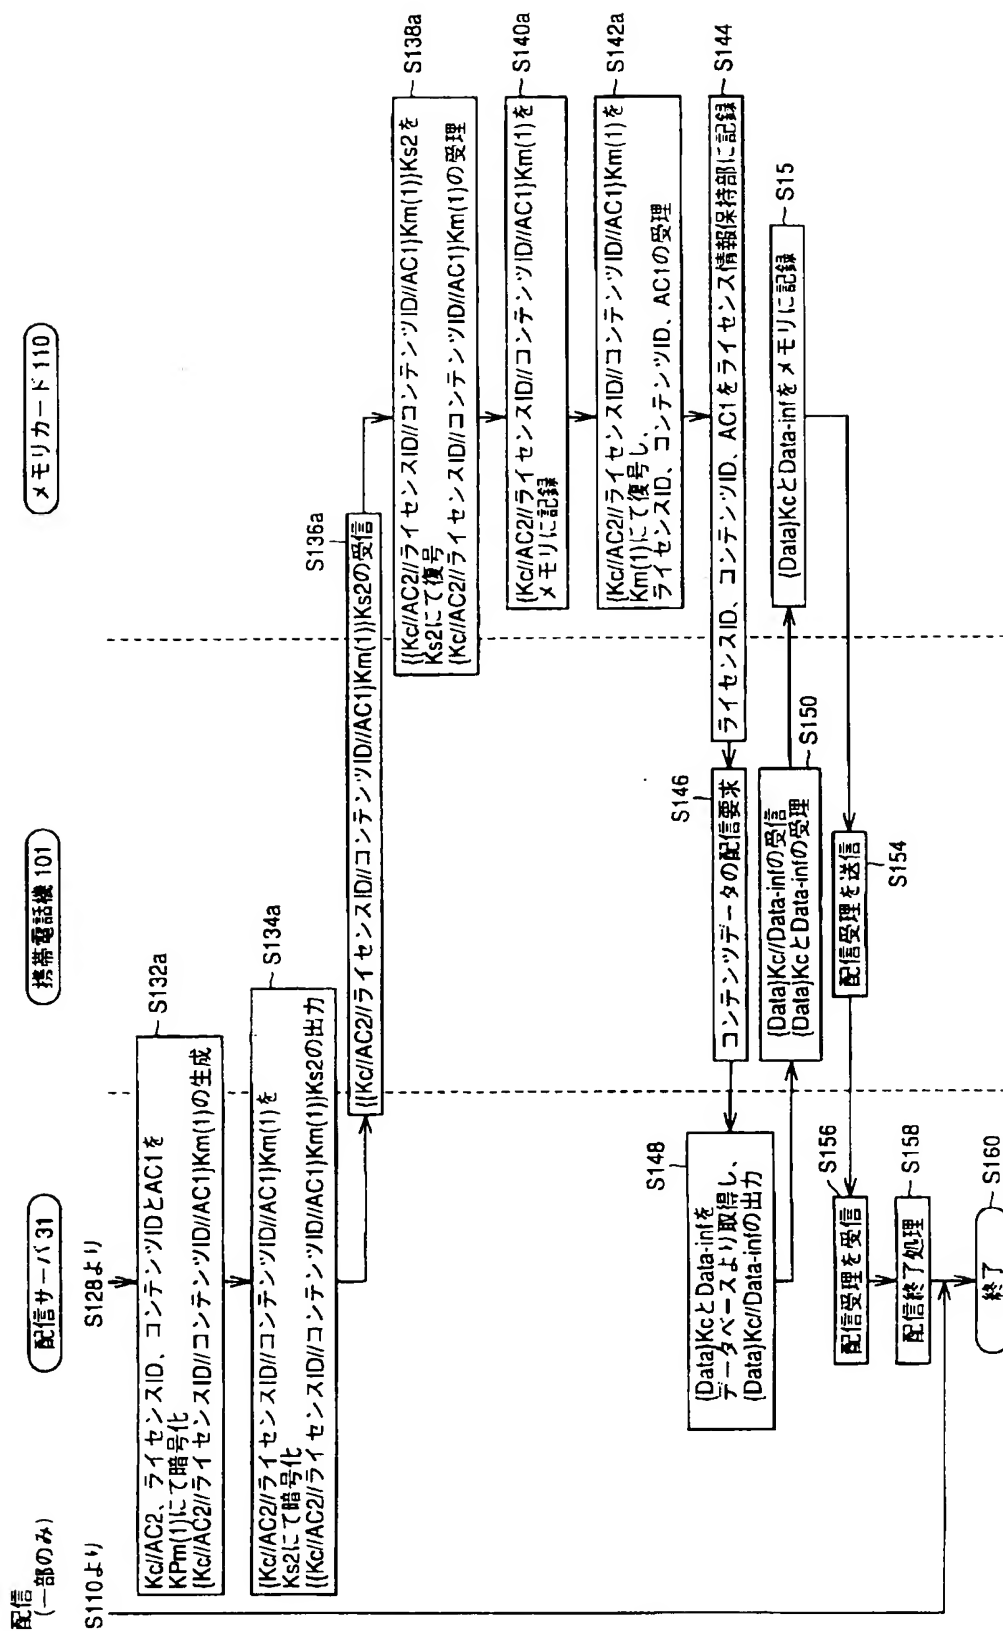 配信
(一部のみ)
配信サーバ 31
携帯電話機 101
メモリカード 110
S110より
S128より
S132a
Kc//AC2、ライセンスID、コンテンツIDとAC1を
KPm(1)にて暗号化
{Kc//AC2//ライセンスID//コンテンツID//AC1}Km(1)の生成
S134a
{Kc//AC2//ライセンスID//コンテンツID//AC1}Km(1)を
Ks2にて暗号化
{{Kc//AC2//ライセンスID//コンテンツID//AC1}Km(1)}Ks2の出力
S136a
{{Kc//AC2//ライセンスID//コンテンツID//AC1}Km(1)}Ks2の受信
S138a
{{Kc//AC2//ライセンスID//コンテンツID//AC1}Km(1)}Ks2を
Ks2にて復号
{Kc//AC2//ライセンスID//コンテンツID//AC1}Km(1)の受理
S140a
{Kc//AC2//ライセンスID//コンテンツID//AC1}Km(1)を
メモリに記録
S142a
{Kc//AC2//ライセンスID//コンテンツID//AC1}Km(1)を
Km(1)にて復号し、
ライセンスID、コンテンツID、AC1の受理
S144
ライセンスID、コンテンツID、AC1をライセンス情報保持部に記録
S146
コンテンツデータの配信要求
S148
{Data}KcとData-infを
データベースより取得し、
{Data}Kc//Data-infの出力
S150
{Data}Kc//Data-infの受信
{Data}KcとData-infの受理
S15
{Data}KcとData-infをメモリに記録
配信受理を送信
S154
S156
配信受理を受信
S158
配信終了処理
S160
終了